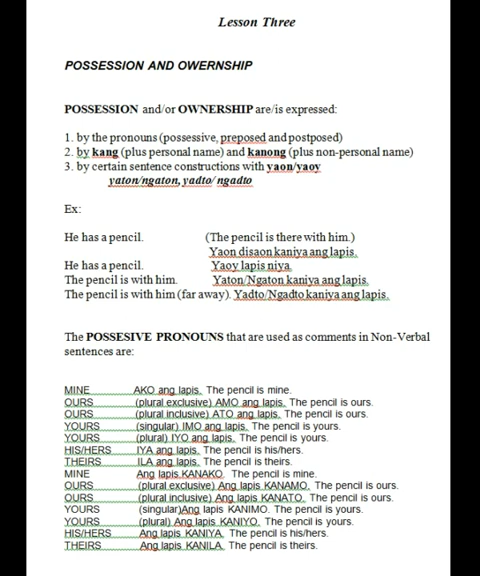 Lesson Three
POSSESSION AND OWERNSHIP
POSSESSION and/or OWNERSHIP are/is expressed:
1. by the pronouns (possessive, preposed and postposed)
2. by kang (plus personal name) and kanong (plus non-personal name)
3. by certain sentence constructions with yaon/yaoy
yaton/ngaton, yadto/ ngadto
Ex:
He has a pencil. (The pencil is there with him.)
Yaon disaon kaniya ang lapis.
He has a pencil. Yaoy lapis niya.
The pencil is with him. Yaton/Ngaton kaniya ang lapis.
The pencil is with him (far away). Yadto/Ngadto kaniya ang lapis.
The POSSESIVE PRONOUNS that are used as comments in Non-Verbal
sentences are:
MINE AKO ang lapis. The pencil is mine.
OURS (plural exclusive) AMO ang lapis. The pencil is ours.
OURS (plural inclusive) ATO ang lapis. The pencil is ours.
YOURS (singular) IMO ang lapis. The pencil is yours.
YOURS (plural) IYO ang lapis. The pencil is yours.
HIS/HERS IYA ang lapis. The pencil is his/hers.
THEIRS ILA ang lapis. The pencil is theirs.
MINE Ang lapis KANAKO. The pencil is mine.
OURS (plural exclusive) Ang lapis KANAMO. The pencil is ours.
OURS (plural inclusive) Ang lapis KANATO. The pencil is ours.
YOURS (singular)Ang lapis KANIMO. The pencil is yours.
YOURS (plural) Ang lapis KANIYO. The pencil is yours.
HIS/HERS Ang lapis KANIYA. The pencil is his/hers.
THEIRS Ang lapis KANILA. The pencil is theirs.